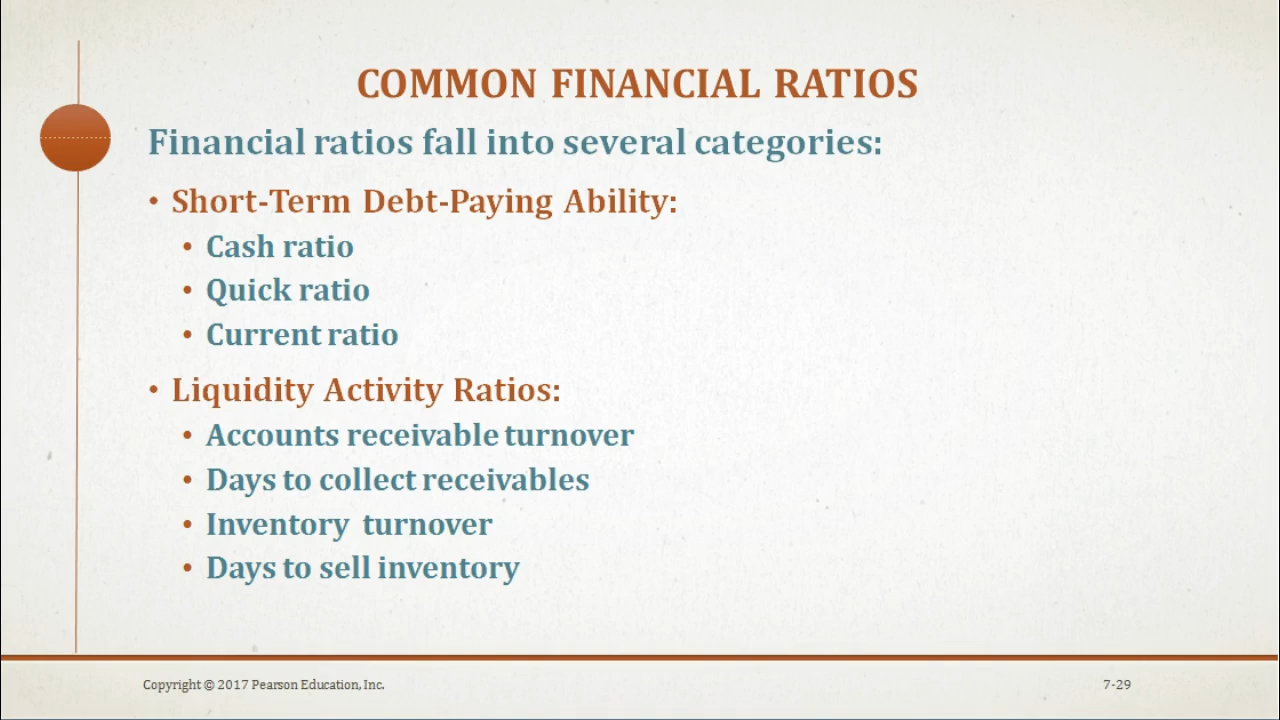 COMMON FINANCIAL RATIOS
Financial ratios fall into several categories:
• Short-Term Debt-Paying Ability:
• Cash ratio
• Quick ratio
• Current ratio
• Liquidity Activity Ratios:
• Accounts receivable turnover
• Days to collect receivables
• Inventory turnover
• Days to sell inventory
Copyright © 2017 Pearson Education, Inc.
7-29